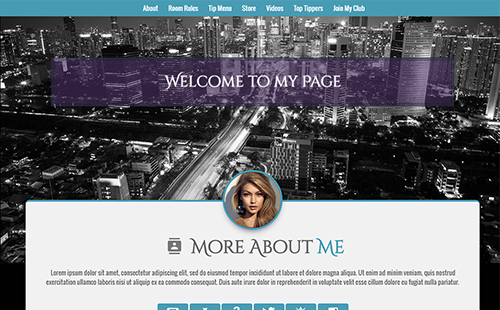 About Room Rules Tip Menu Store Videos Top Tippers Join My Club
Welcome to my page
More About Me
Lorem ipsum dolor sit amet, consectetur adipiscing elit, sed do eiusmod tempor incididunt ut labore et dolore magna aliqua. Ut enim ad minim veniam, quis nostrud
exercitation ullamco laboris nisi ut aliquip ex ea commodo consequat. Duis aute irure dolor in reprehenderit in voluptate velit esse cillum dolore eu fugiat nulla pariatur.